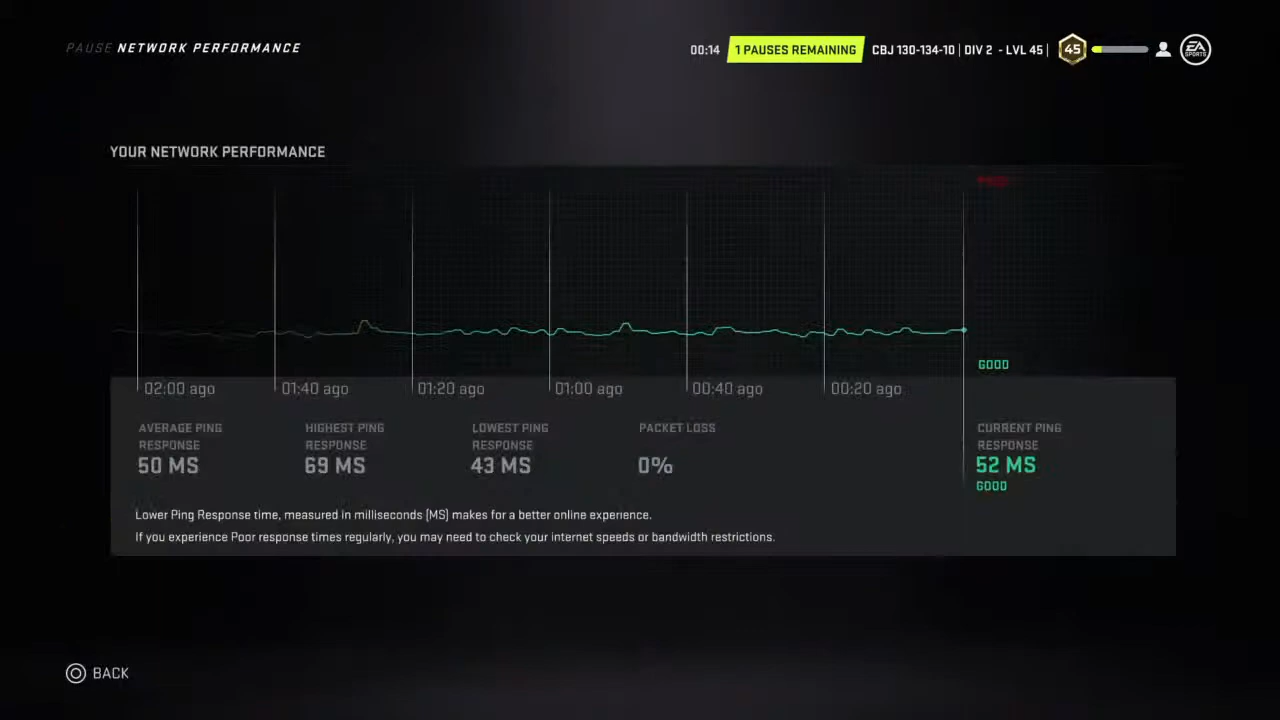 PAUSE NETWORK PERFORMANCE
00:14 1 PAUSES REMAINING CBJ 130-134-10 | DIV 2 - LVL 45 | 45 EA SPORTS
YOUR NETWORK PERFORMANCE
GOOD
02:00 ago 01:40 ago 01:20 ago 01:00 ago 00:40 ago 00:20 ago
AVERAGE PING RESPONSE
50 MS
HIGHEST PING RESPONSE
69 MS
LOWEST PING RESPONSE
43 MS
PACKET LOSS
0%
CURRENT PING RESPONSE
52 MS
GOOD
Lower Ping Response time, measured in milliseconds (MS) makes for a better online experience.
If you experience Poor response times regularly, you may need to check your internet speeds or bandwidth restrictions.
BACK